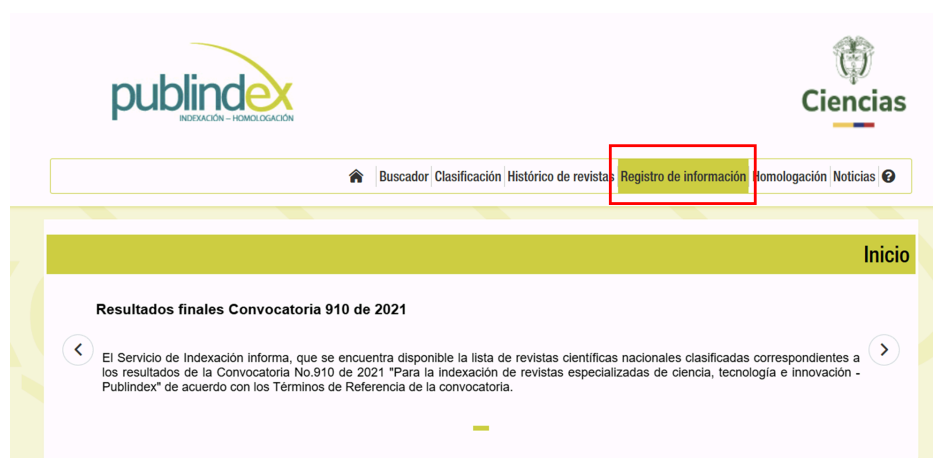 publindex
INDEXACIÓN – HOMOLOGACIÓN
Ciencias
Buscador Clasificación Histórico de revistas Registro de información Homologación Noticias ?
Inicio
Resultados finales Convocatoria 910 de 2021
El Servicio de Indexación informa, que se encuentra disponible la lista de revistas científicas nacionales clasificadas correspondientes a
los resultados de la Convocatoria No.910 de 2021 "Para la indexación de revistas especializadas de ciencia, tecnología e innovación -
Publindex" de acuerdo con los Términos de Referencia de la convocatoria.